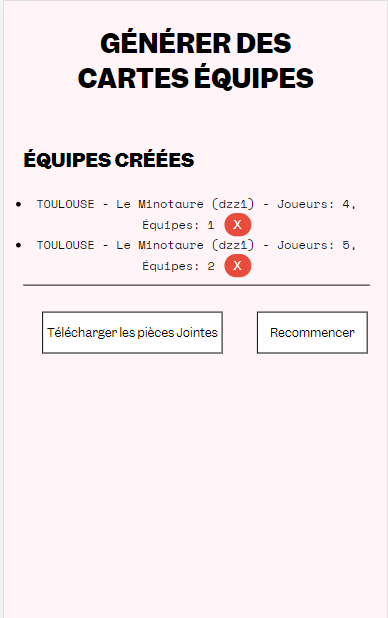 GÉNÉRER DES
CARTES ÉQUIPES
ÉQUIPES CRÉÉES
TOULOUSE - Le Minotaure (dzz1) - Joueurs: 4,
Équipes: 1 X
TOULOUSE - Le Minotaure (dzz1) - Joueurs: 5,
Équipes: 2 X
Télécharger les pièces Jointes
Recommencer